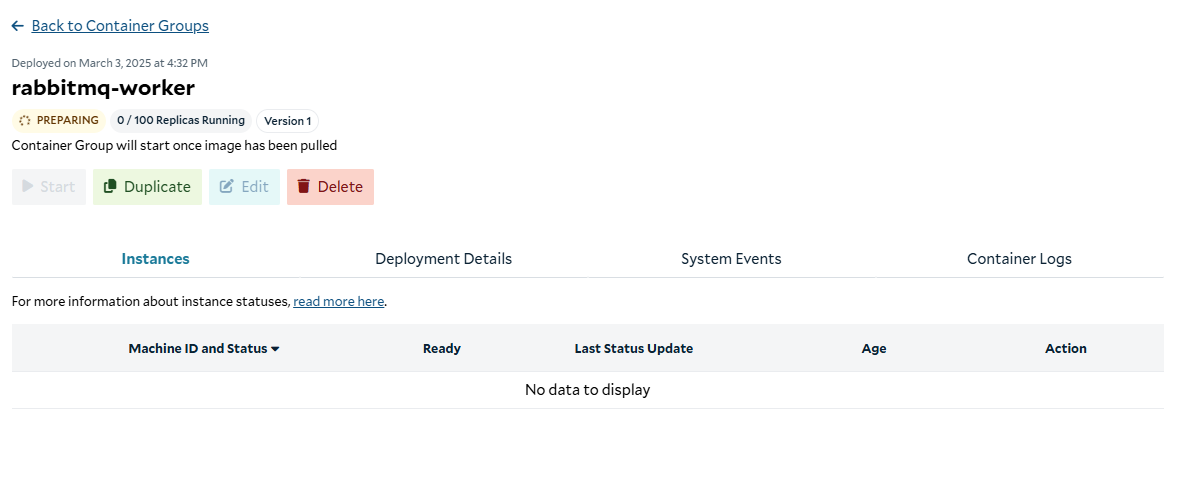 Back to Container Groups
Deployed on March 3, 2025 at 4:32 PM
rabbitmq-worker
PREPARING 0 / 100 Replicas Running Version 1
Container Group will start once image has been pulled
Start Duplicate Edit Delete
Instances Deployment Details System Events Container Logs
For more information about instance statuses, read more here.
Machine ID and Status Ready Last Status Update Age Action
No data to display